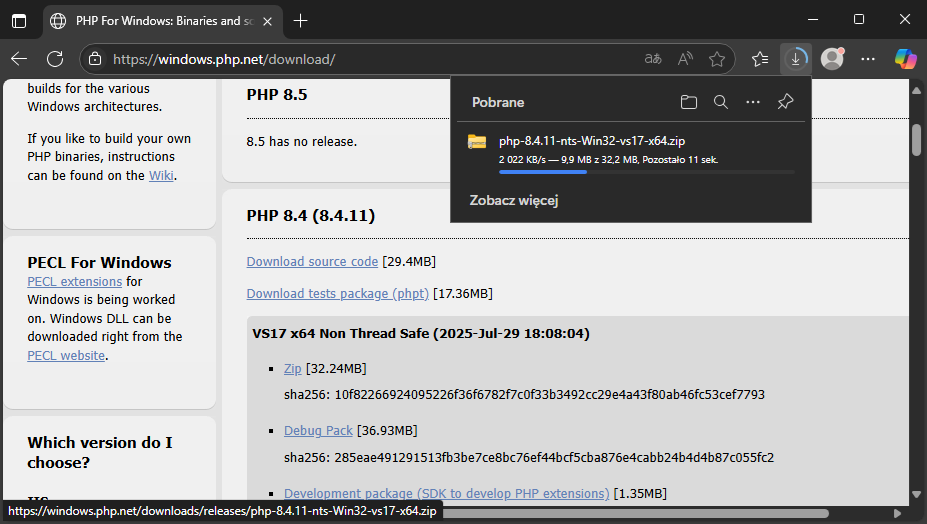 PHP For Windows: Binaries and so
https://windows.php.net/download/
Pobrane
php-8.4.11-nts-Win32-vs17-x64.zip
2 022 KB/s — 9,9 MB z 32,2 MB, Pozostało 11 sek.
Zobacz więcej
builds for the various
Windows architectures.
If you like to build your own
PHP binaries, instructions
can be found on the Wiki.
PECL For Windows
PECL extensions for
Windows is being worked
on. Windows DLL can be
downloaded right from the
PECL website.
Which version do I
choose?
IIS
PHP 8.5
8.5 has no release.
PHP 8.4 (8.4.11)
Download source code [29.4MB]
Download tests package (phpt) [17.36MB]
VS17 x64 Non Thread Safe (2025-Jul-29 18:08:04)
Zip [32.24MB]
sha256: 10f82266924095226f36f6782f7c0f33b3492cc29e4a43f80ab46fc53cef7793
Debug Pack [36.93MB]
sha256: 285eae491291513fb3be7ce8bc76ef44bcf5cba876e4cabb24b4d4b87c055fc2
Development package (SDK to develop PHP extensions) [1.35MB]
https://windows.php.net/downloads/releases/php-8.4.11-nts-Win32-vs17-x64.zip